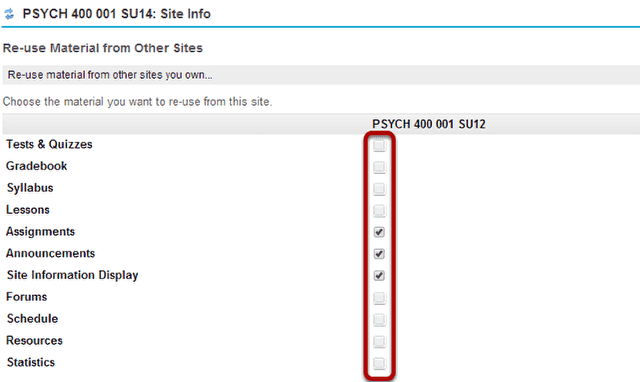 PSYCH 400 001 SU14: Site Info
Re-use Material from Other Sites
Re-use material from other sites you own...
Choose the material you want to re-use from this site.
PSYCH 400 001 SU12
Tests & Quizzes
Gradebook
Syllabus
Lessons
Assignments
Announcements
Site Information Display
Forums
Schedule
Resources
Statistics